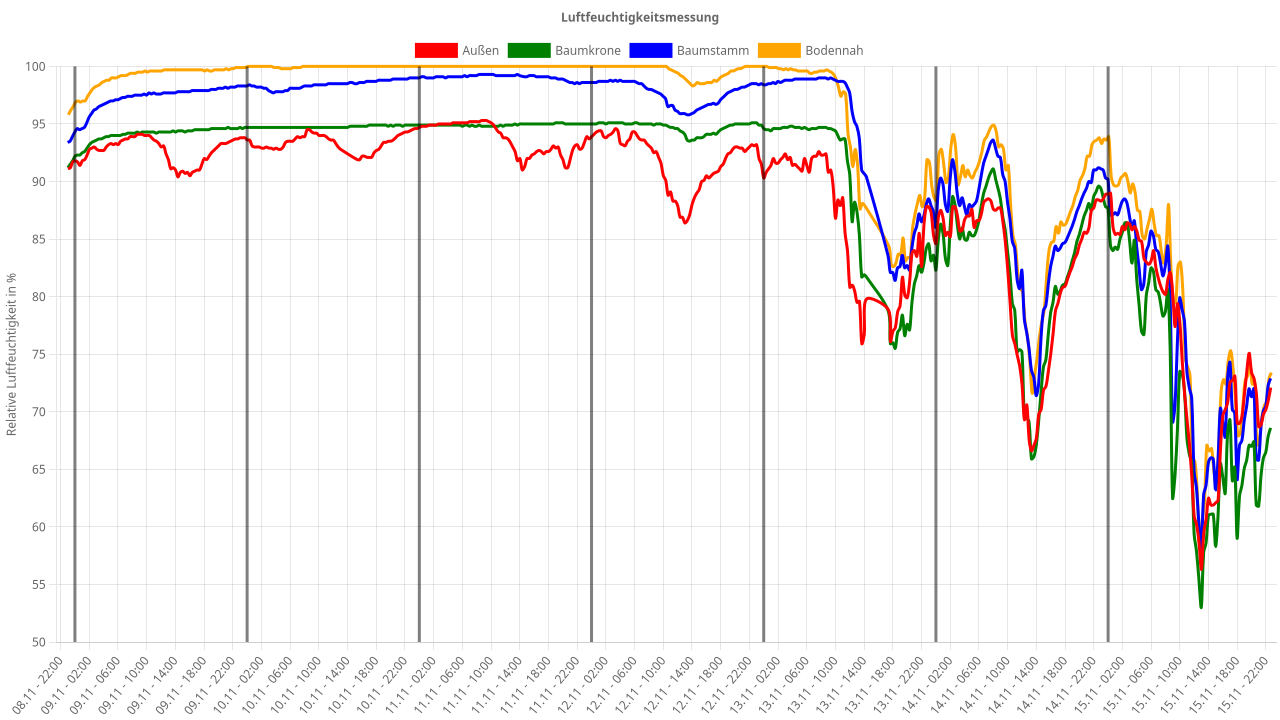 Luftfeuchtigkeitsmessung
Außen Baumkrone Baumstamm Bodennah
Relative Luftfeuchtigkeit in %
100
95
90
85
80
75
70
65
60
55
50
08.11 - 22:00
09.11 - 02:00
09.11 - 06:00
09.11 - 10:00
09.11 - 14:00
09.11 - 18:00
09.11 - 22:00
10.11 - 02:00
10.11 - 06:00
10.11 - 10:00
10.11 - 14:00
10.11 - 18:00
10.11 - 22:00
11.11 - 02:00
11.11 - 06:00
11.11 - 10:00
11.11 - 14:00
11.11 - 18:00
11.11 - 22:00
12.11 - 02:00
12.11 - 06:00
12.11 - 10:00
12.11 - 14:00
12.11 - 18:00
12.11 - 22:00
13.11 - 02:00
13.11 - 06:00
13.11 - 10:00
13.11 - 14:00
13.11 - 18:00
13.11 - 22:00
14.11 - 02:00
14.11 - 06:00
14.11 - 10:00
14.11 - 14:00
14.11 - 18:00
14.11 - 22:00
15.11 - 02:00
15.11 - 06:00
15.11 - 10:00
15.11 - 14:00
15.11 - 18:00
15.11 - 22:00